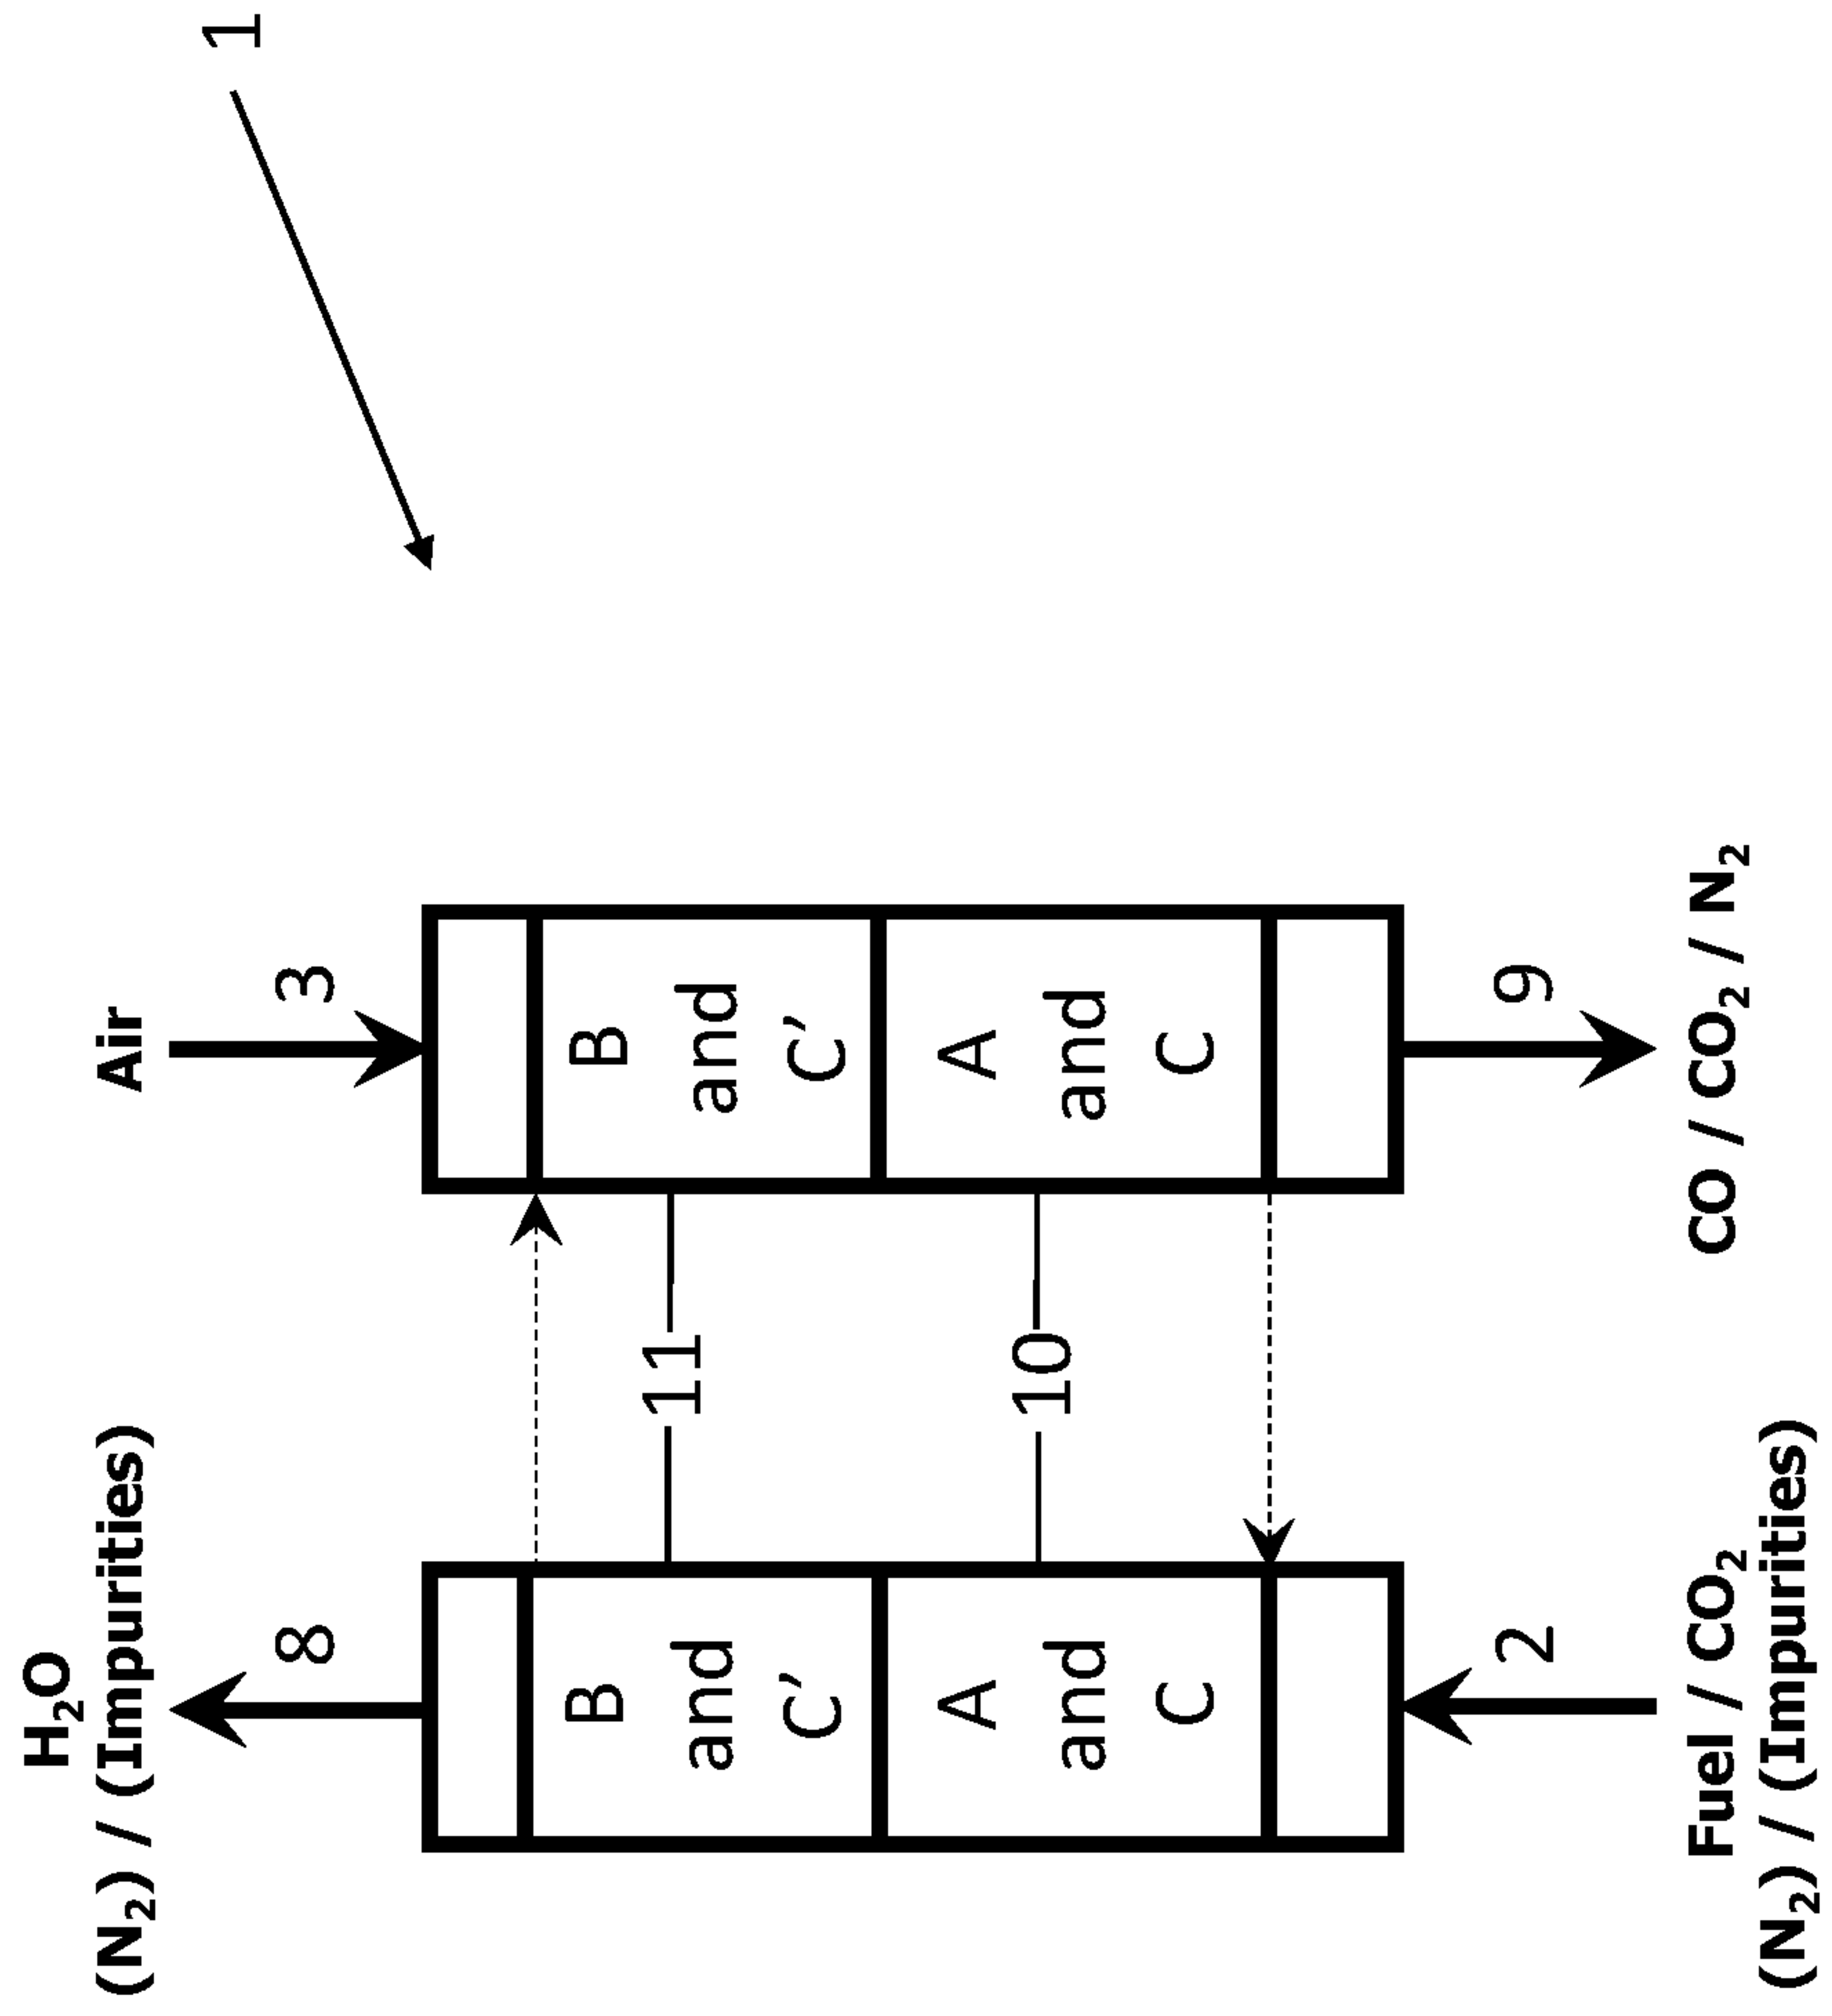 H₂O
(N₂) / (Impurities)
Air
1
8
3
B
and
C’
B
and
C’
11
A
and
C
A
and
C
10
2
9
Fuel / CO₂
(N₂) / (Impurities)
CO / CO₂ / N₂